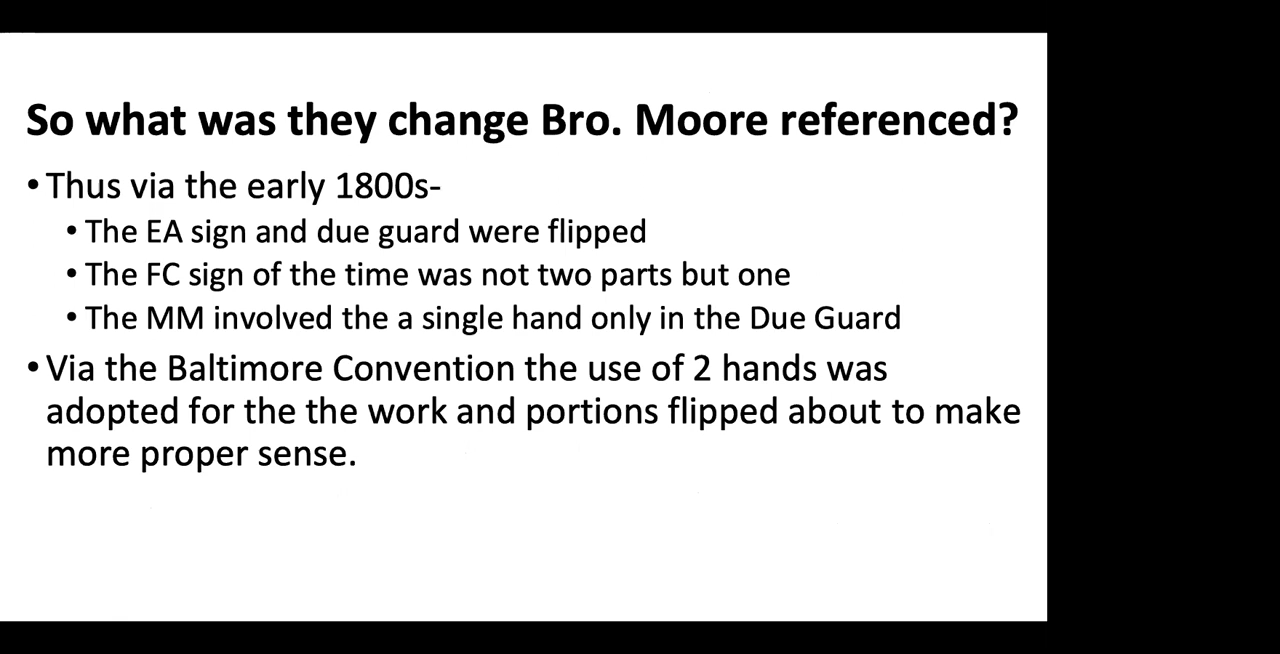 So what was they change Bro. Moore referenced?
•Thus via the early 1800s-
•The EA sign and due guard were flipped
•The FC sign of the time was not two parts but one
•The MM involved the a single hand only in the Due Guard
•Via the Baltimore Convention the use of 2 hands was
adopted for the the work and portions flipped about to make
more proper sense.